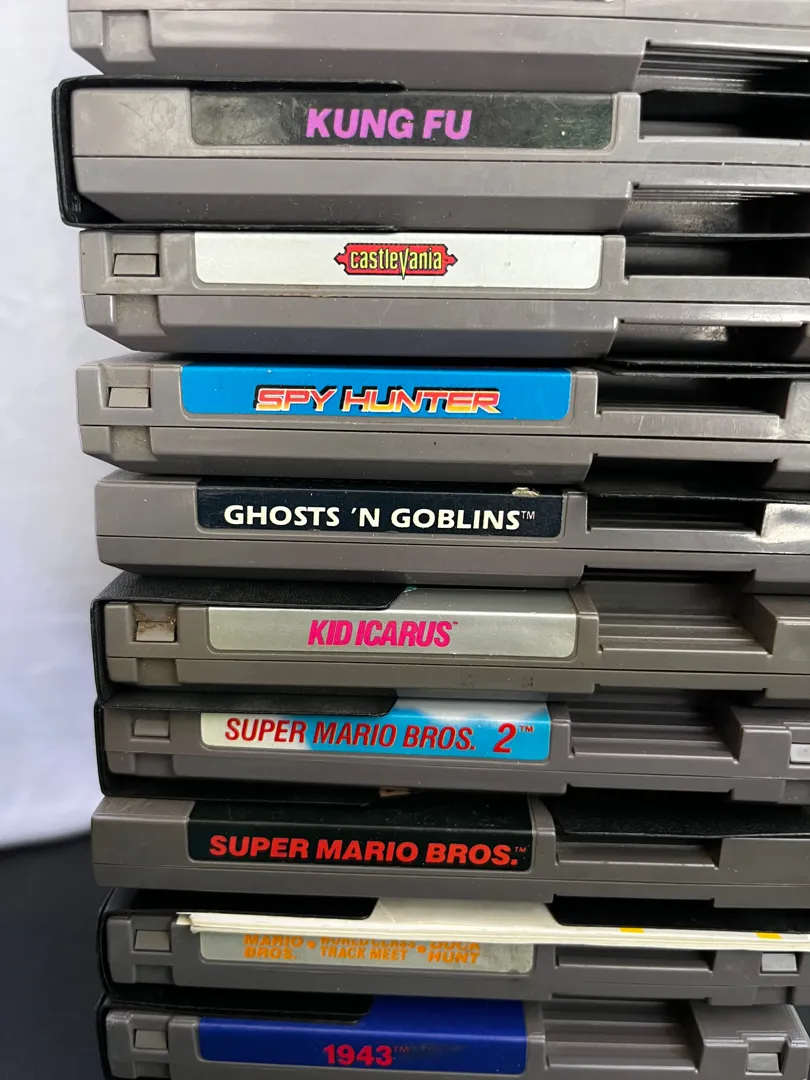 KUNG FU
castlevania
SPY HUNTER
GHOSTS 'N GOBLINS™
KID ICARUS™
SUPER MARIO BROS. 2™
SUPER MARIO BROS.™
MARIO • WORLD CLASS • DUCK
BROS. TRACK MEET HUNT
1943™